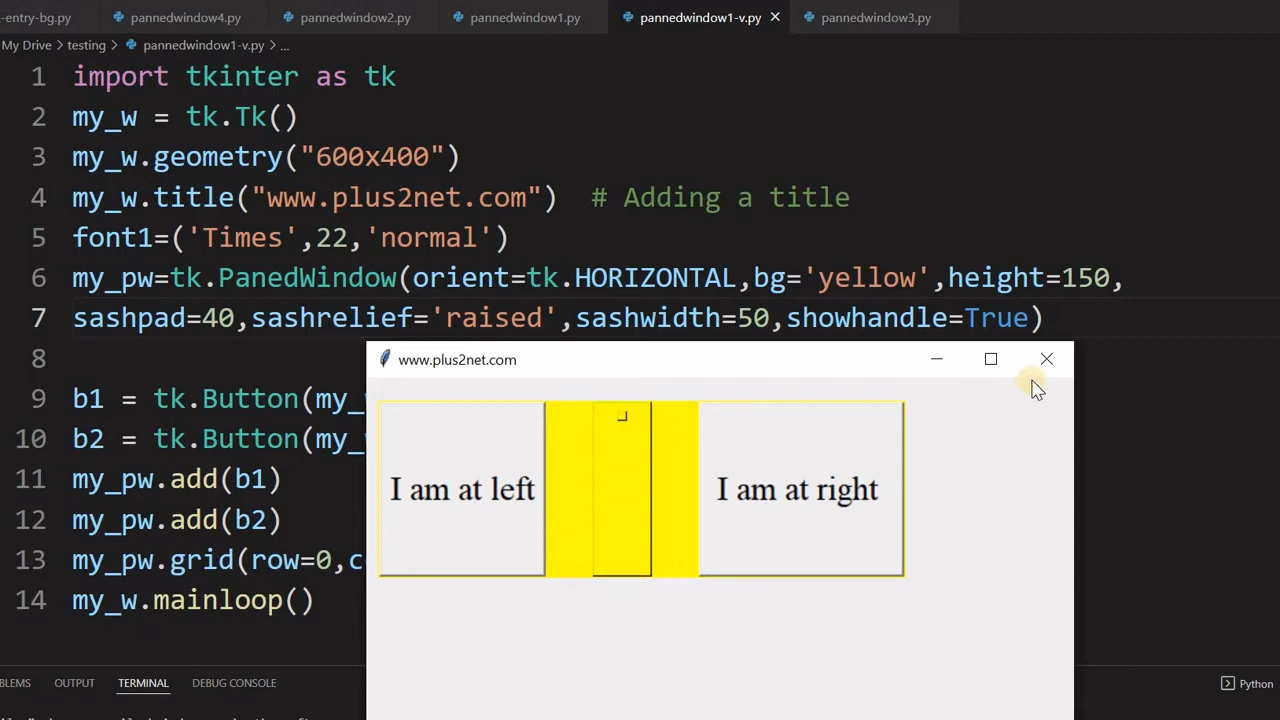 -entry-bg.py pannedwindow4.py pannedwindow2.py pannedwindow1.py pannedwindow1-v.py × pannedwindow3.py
My Drive > testing > pannedwindow1-v.py > ...
1 import tkinter as tk
2 my_w = tk.Tk()
3 my_w.geometry("600x400")
4 my_w.title("www.plus2net.com")  # Adding a title
5 font1=('Times',22,'normal')
6 my_pw=tk.PanedWindow(orient=tk.HORIZONTAL,bg='yellow',height=150,
7 sashpad=40,sashrelief='raised',sashwidth=50,showhandle=True)
8
www.plus2net.com
9 b1 = tk.Button(my_
10 b2 = tk.Button(my_
I am at left I am at right
11 my_pw.add(b1)
12 my_pw.add(b2)
13 my_pw.grid(row=0,c
14 my_w.mainloop()
BLEMS OUTPUT TERMINAL DEBUG CONSOLE Python